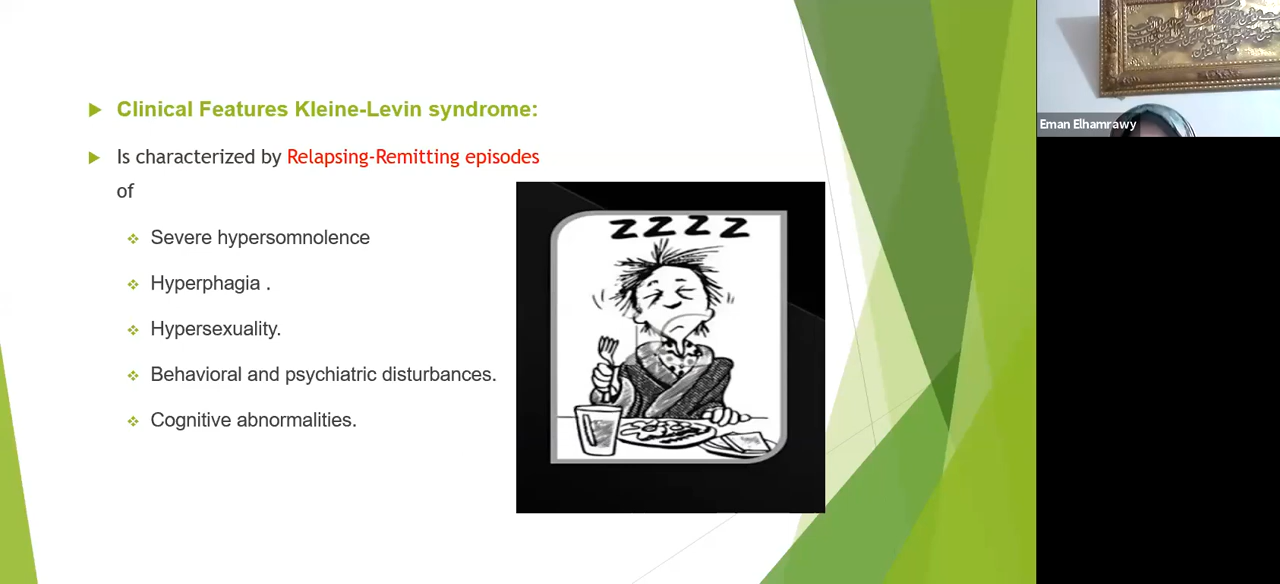 Clinical Features Kleine-Levin syndrome:
Is characterized by Relapsing-Remitting episodes
of
Severe hypersomnolence
Hyperphagia .
Hypersexuality.
Behavioral and psychiatric disturbances.
Cognitive abnormalities.
ZZZZ
Eman Elhamrawy